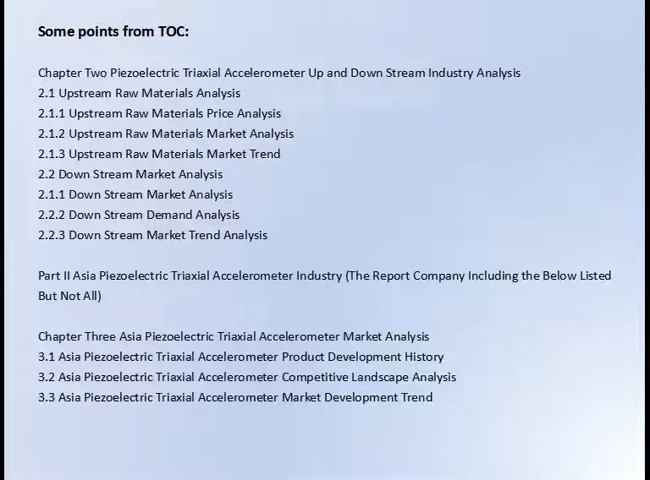 Some points from TOC:
Chapter Two Piezoelectric Triaxial Accelerometer Up and Down Stream Industry Analysis
2.1 Upstream Raw Materials Analysis
2.1.1 Upstream Raw Materials Price Analysis
2.1.2 Upstream Raw Materials Market Analysis
2.1.3 Upstream Raw Materials Market Trend
2.2 Down Stream Market Analysis
2.1.1 Down Stream Market Analysis
2.2.2 Down Stream Demand Analysis
2.2.3 Down Stream Market Trend Analysis
Part II Asia Piezoelectric Triaxial Accelerometer Industry (The Report Company Including the Below Listed
But Not All)
Chapter Three Asia Piezoelectric Triaxial Accelerometer Market Analysis
3.1 Asia Piezoelectric Triaxial Accelerometer Product Development History
3.2 Asia Piezoelectric Triaxial Accelerometer Competitive Landscape Analysis
3.3 Asia Piezoelectric Triaxial Accelerometer Market Development Trend